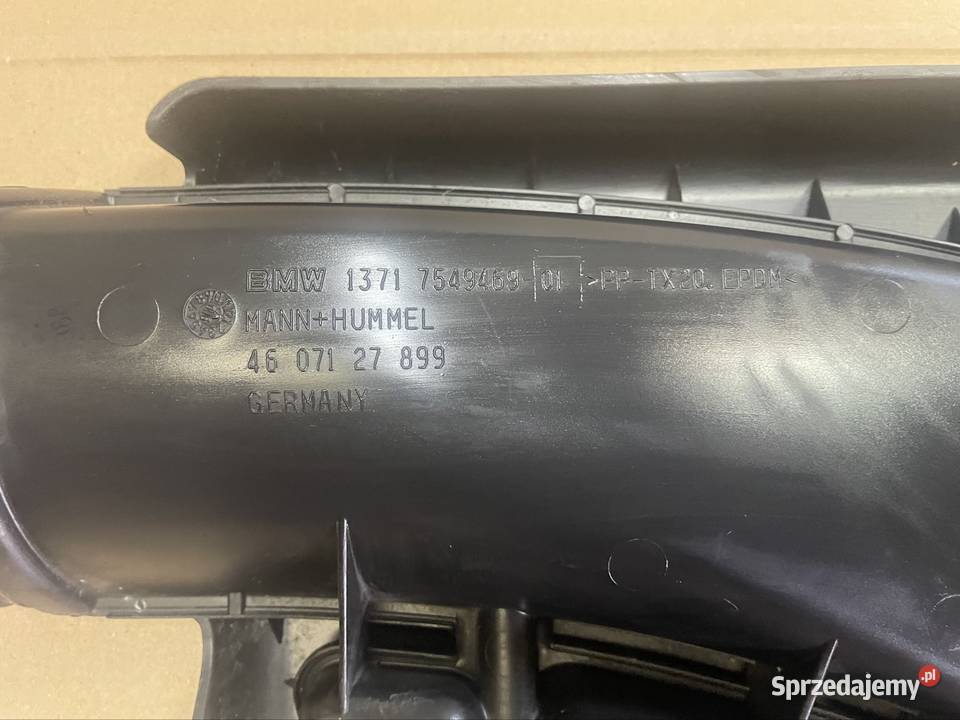 BMW 1371 7549469-01 >PP-TX20.EPDM<
MANN+HUMMEL
46 071 27 899
GERMANY
Sprzedajemy.pl